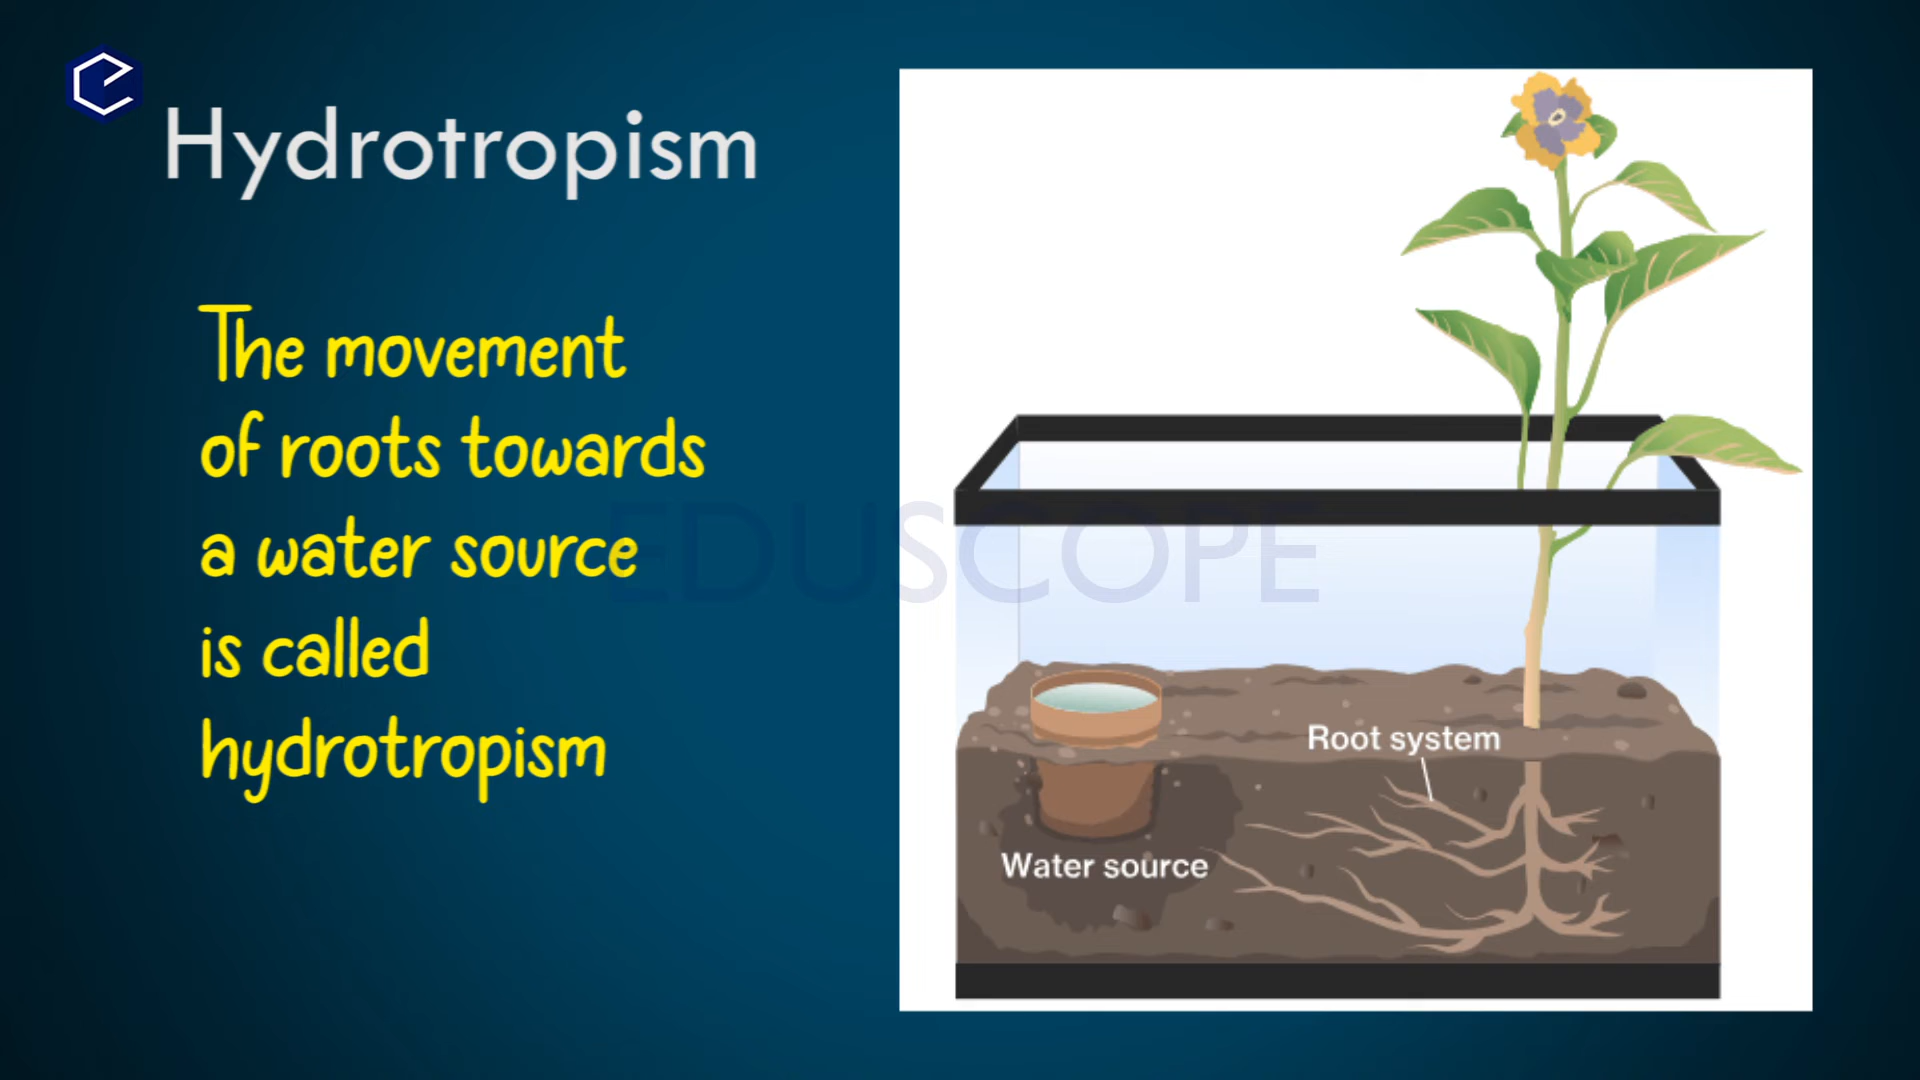 Hydrotropism
The movement
of roots towards
a water source
is called
hydrotropism
EDUSCOPE
Root system
Water source